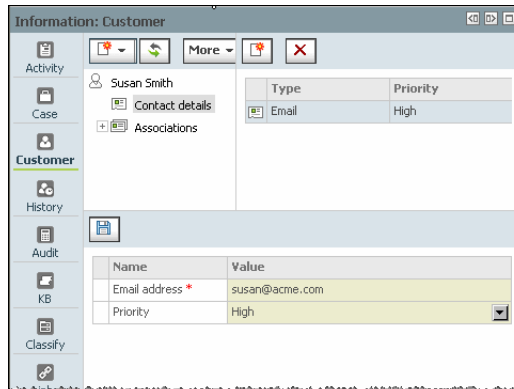 Information: Customer
Activity
Case
Customer
History
Audit
KB
Classify
More
Susan Smith
Contact details
Associations
Type Priority
Email High
Name Value
Email address * susan@acme.com
Priority High